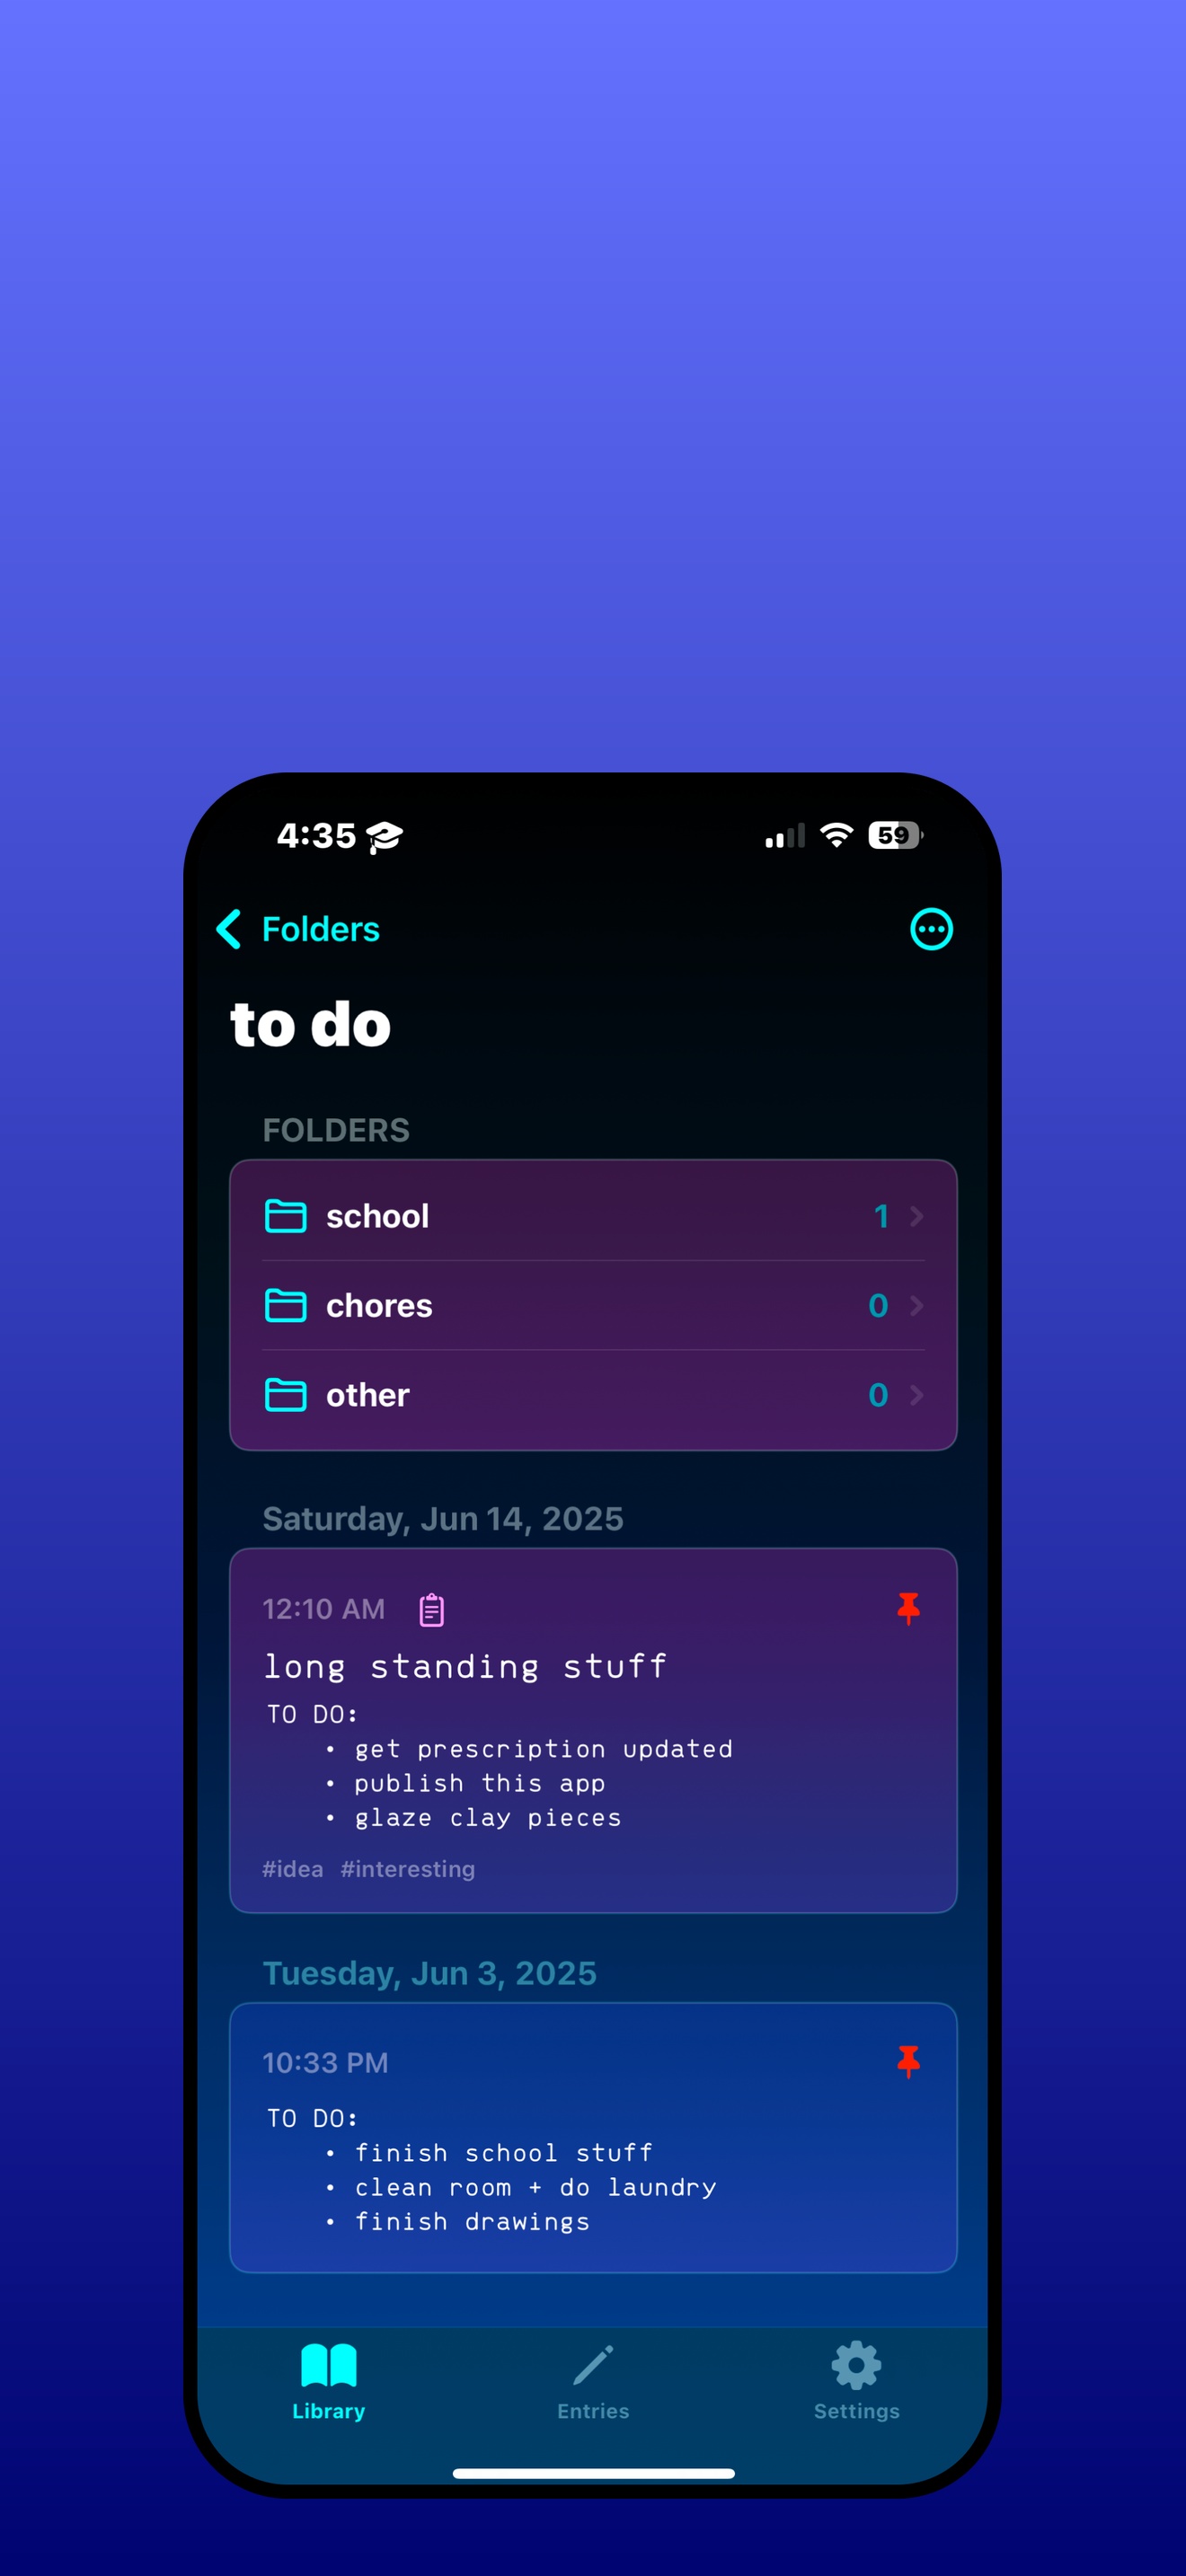 4:35
59
Folders
to do
FOLDERS
school 1
chores 0
other 0
Saturday, Jun 14, 2025
12:10 AM
long standing stuff
TO DO:
• get prescription updated
• publish this app
• glaze clay pieces
#idea #interesting
Tuesday, Jun 3, 2025
10:33 PM
TO DO:
• finish school stuff
• clean room + do laundry
• finish drawings
Library Entries Settings